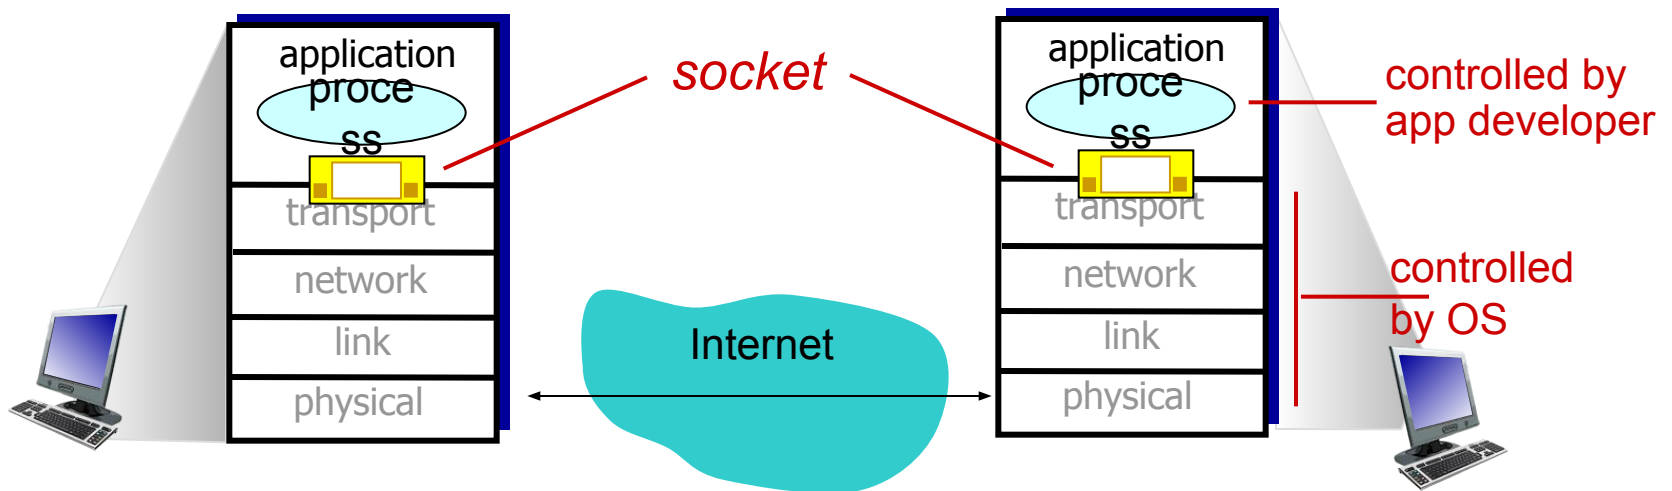 application
proce
ss
transport
network
link
physical
socket
Internet
application
proce
ss
transport
network
link
physical
controlled by
app developer
controlled
by OS